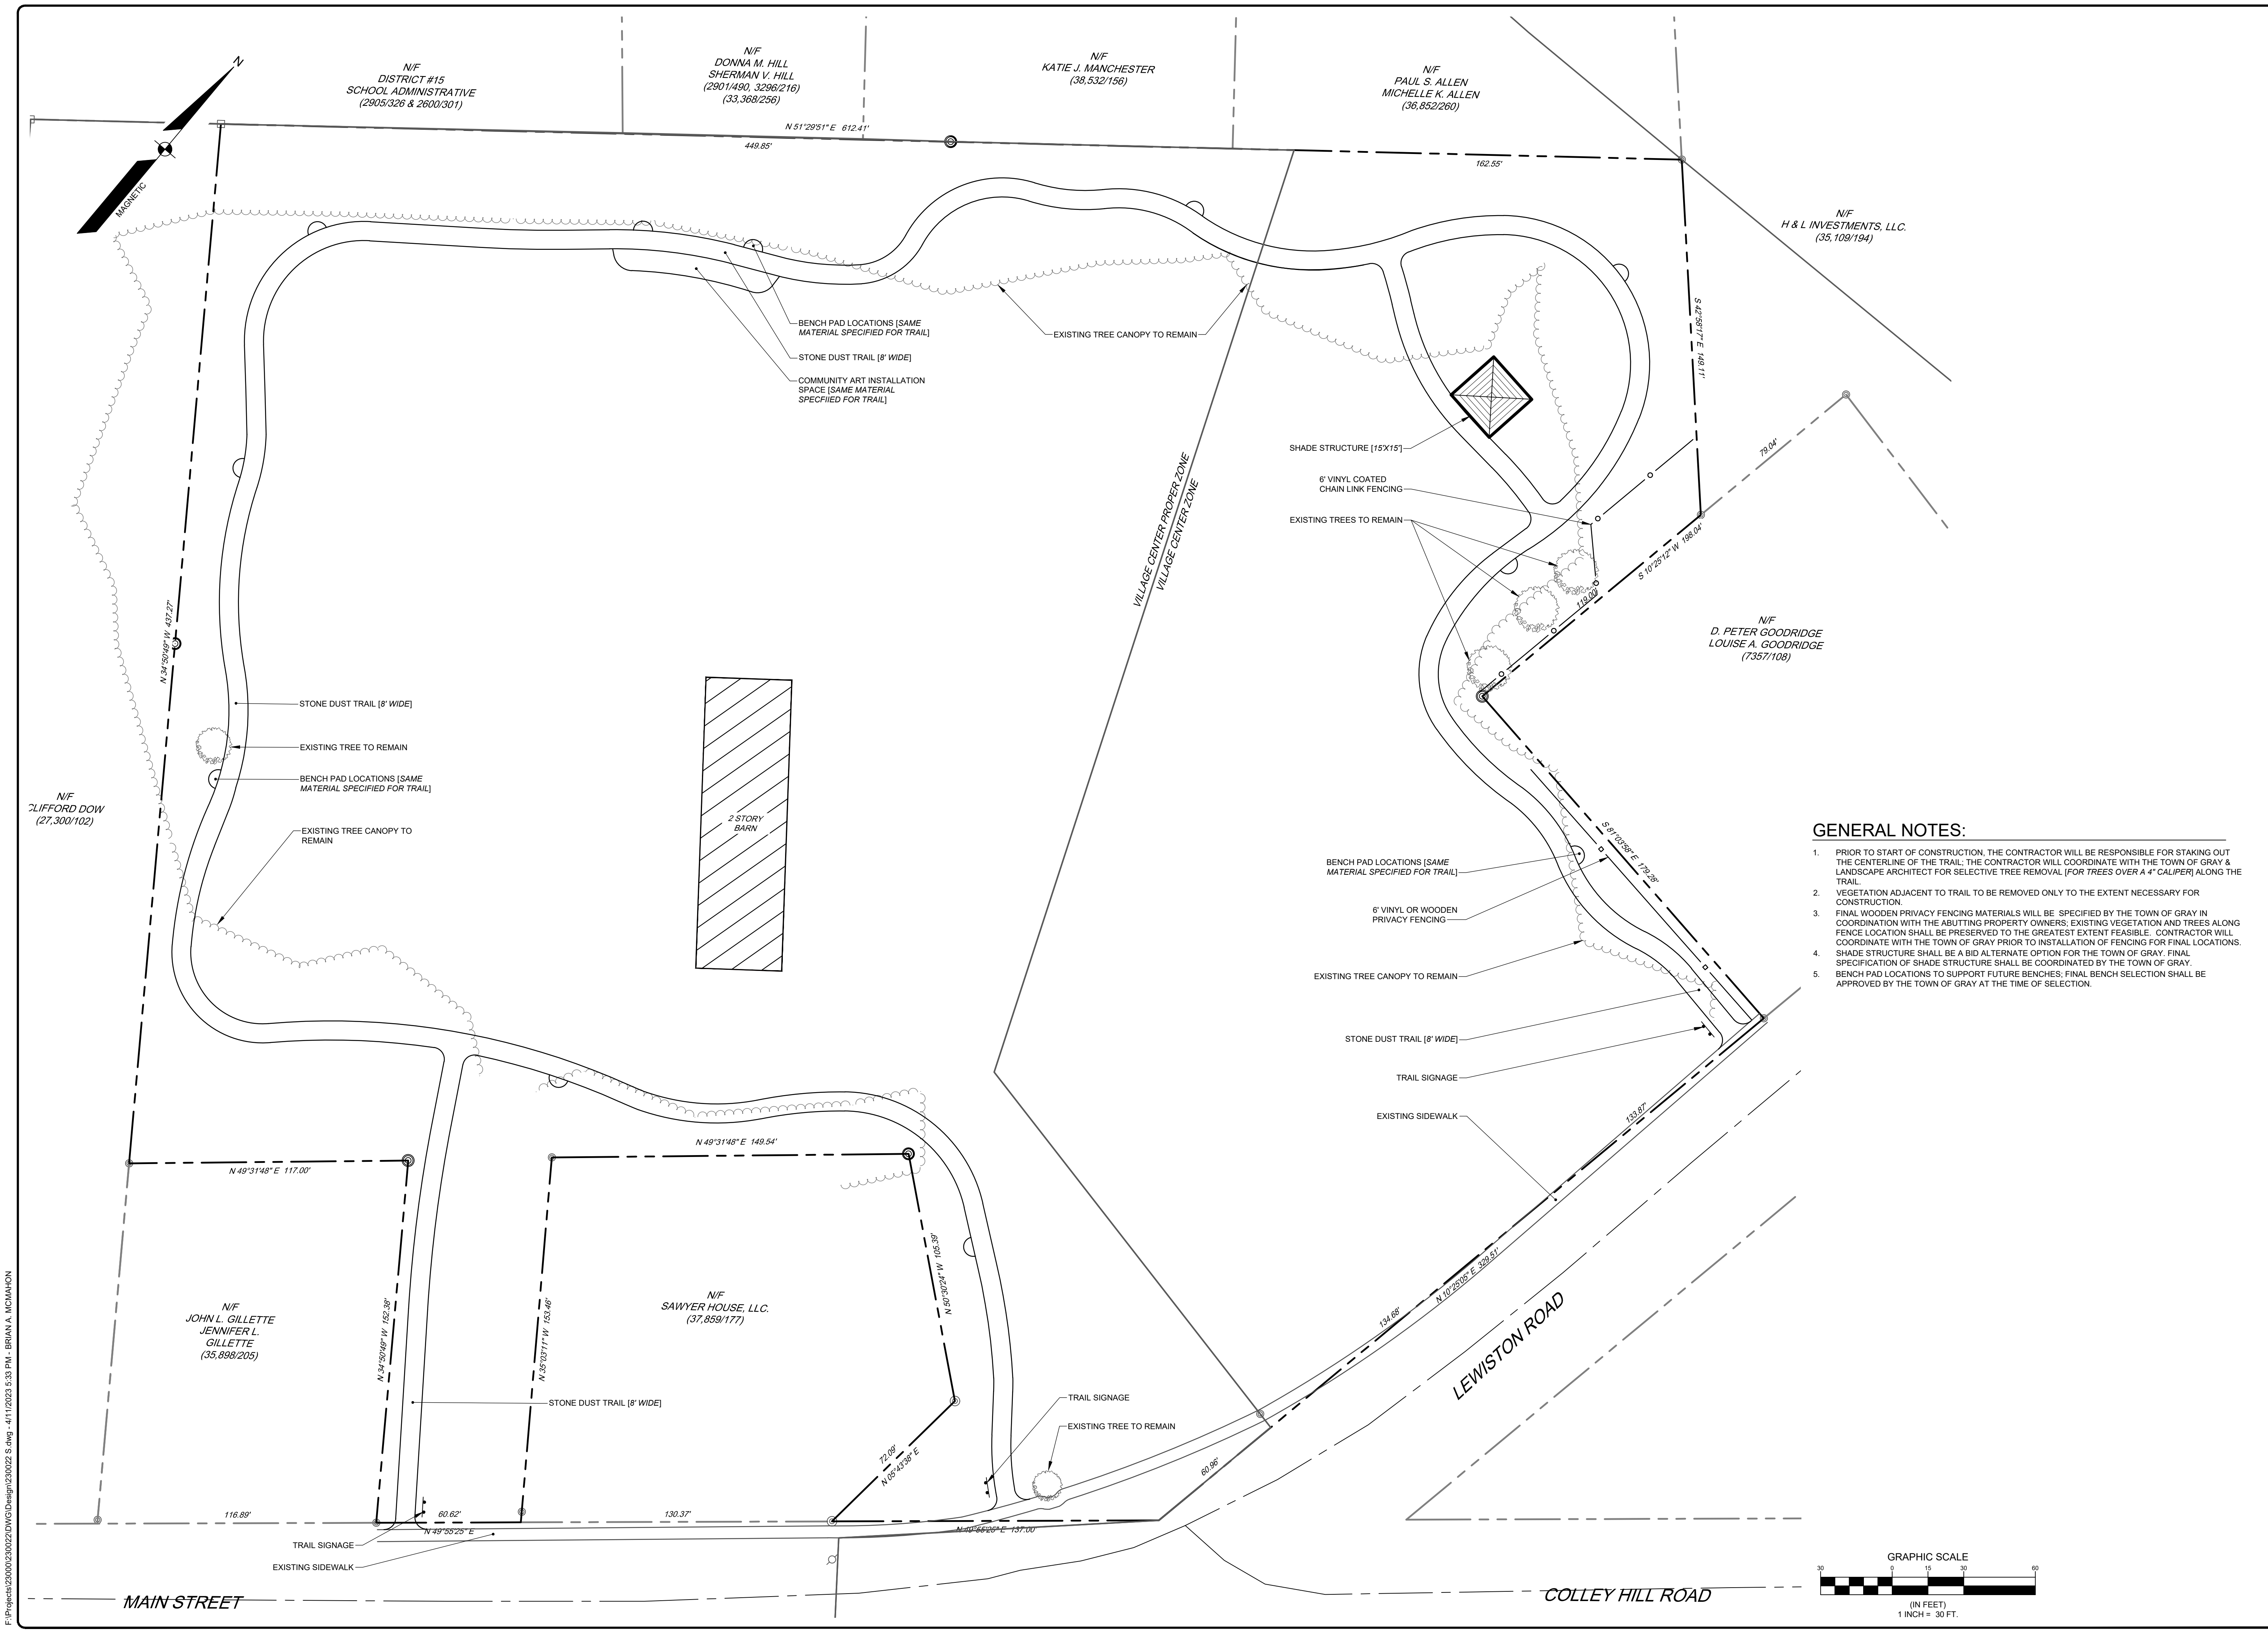 N
MAGNETIC
N/F
DISTRICT #15
SCHOOL ADMINISTRATIVE
(2905/326 & 2600/301)
N/F
DONNA M. HILL
SHERMAN V. HILL
(2901/490, 3296/216)
(33,368/256)
N/F
KATIE J. MANCHESTER
(38,532/156)
N/F
PAUL S. ALLEN
MICHELLE K. ALLEN
(36,852/260)
N 51°29'51" E 612.41'
449.85'
162.55'
N/F
H & L INVESTMENTS, LLC.
(35,109/194)
S 42°58'17" E 149.11'
BENCH PAD LOCATIONS [SAME
MATERIAL SPECIFIED FOR TRAIL]
STONE DUST TRAIL [8' WIDE]
COMMUNITY ART INSTALLATION
SPACE [SAME MATERIAL
SPECFIIED FOR TRAIL]
EXISTING TREE CANOPY TO REMAIN
SHADE STRUCTURE [15'X15']
6' VINYL COATED
CHAIN LINK FENCING
EXISTING TREES TO REMAIN
79.04'
S 10°25'12" W 198.04'
119.00'
VILLAGE CENTER PROPER ZONE
VILLAGE CENTER ZONE
N 34°50'49" W 437.27'
N/F
D. PETER GOODRIDGE
LOUISE A. GOODRIDGE
(7357/108)
STONE DUST TRAIL [8' WIDE]
EXISTING TREE TO REMAIN
BENCH PAD LOCATIONS [SAME
MATERIAL SPECIFIED FOR TRAIL]
EXISTING TREE CANOPY TO
REMAIN
N/F
CLIFFORD DOW
(27,300/102)
2 STORY
BARN
S 81°03'58" E 179.28'
BENCH PAD LOCATIONS [SAME
MATERIAL SPECIFIED FOR TRAIL]
6' VINYL OR WOODEN
PRIVACY FENCING
EXISTING TREE CANOPY TO REMAIN
STONE DUST TRAIL [8' WIDE]
TRAIL SIGNAGE
EXISTING SIDEWALK
GENERAL NOTES:
1. PRIOR TO START OF CONSTRUCTION, THE CONTRACTOR WILL BE RESPONSIBLE FOR STAKING OUT
THE CENTERLINE OF THE TRAIL; THE CONTRACTOR WILL COORDINATE WITH THE TOWN OF GRAY &
LANDSCAPE ARCHITECT FOR SELECTIVE TREE REMOVAL [FOR TREES OVER A 4" CALIPER] ALONG THE
TRAIL.
2. VEGETATION ADJACENT TO TRAIL TO BE REMOVED ONLY TO THE EXTENT NECESSARY FOR
CONSTRUCTION.
3. FINAL WOODEN PRIVACY FENCING MATERIALS WILL BE SPECIFIED BY THE TOWN OF GRAY IN
COORDINATION WITH THE ABUTTING PROPERTY OWNERS; EXISTING VEGETATION AND TREES ALONG
FENCE LOCATION SHALL BE PRESERVED TO THE GREATEST EXTENT FEASIBLE. CONTRACTOR WILL
COORDINATE WITH THE TOWN OF GRAY PRIOR TO INSTALLATION OF FENCING FOR FINAL LOCATIONS.
4. SHADE STRUCTURE SHALL BE A BID ALTERNATE OPTION FOR THE TOWN OF GRAY. FINAL
SPECIFICATION OF SHADE STRUCTURE SHALL BE COORDINATED BY THE TOWN OF GRAY.
5. BENCH PAD LOCATIONS TO SUPPORT FUTURE BENCHES; FINAL BENCH SELECTION SHALL BE
APPROVED BY THE TOWN OF GRAY AT THE TIME OF SELECTION.
133.87'
N 49°31'48" E 149.54'
N 49°31'48" E 117.00'
N 50°30'24" W 105.39'
N 10°25'05" E 329.51'
134.68'
N/F
JOHN L. GILLETTE
JENNIFER L.
GILLETTE
(35,898/205)
N 34°50'49" W 152.38'
N 35°03'11" W 153.46'
N/F
SAWYER HOUSE, LLC.
(37,859/177)
LEWISTON ROAD
STONE DUST TRAIL [8' WIDE]
TRAIL SIGNAGE
EXISTING TREE TO REMAIN
72.09'
N 05°43'38" E
60.96'
116.89'
60.62'
N 49°55'25" E
130.37'
N 49°55'25" E 137.00'
TRAIL SIGNAGE
EXISTING SIDEWALK
MAIN STREET
COLLEY HILL ROAD
GRAPHIC SCALE
30 0 15 30 60
(IN FEET)
1 INCH = 30 FT.
F:\Projects\23000\230022\DWG\Design\230022 S.dwg - 4/11/2023 5:33 PM - BRIAN A. MCMAHON